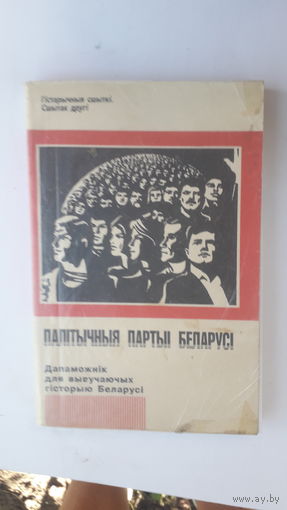 Гістарычныя сшыткі.
Сшытак другі
ПАЛІТЫЧНЫЯ ПАРТЫІ БЕЛАРУСІ
Дапаможнік
для вывучаючых
гісторыю Беларусі
www.ay.by